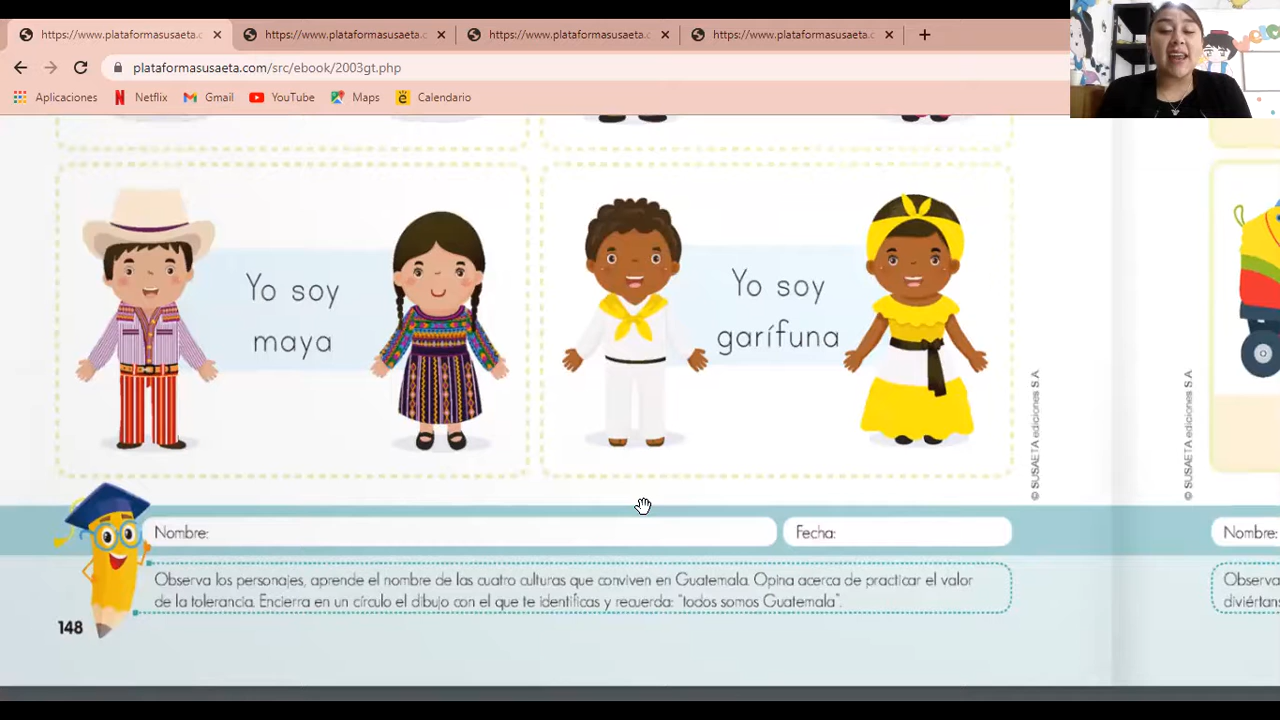 https://www.plataformasusaeta.c
https://www.plataformasusaeta.c
https://www.plataformasusaeta.c
https://www.plataformasusaeta.c
plataformasusaeta.com/src/ebook/2003gt.php
Aplicaciones Netflix Gmail YouTube Maps Calendario
Yo soy
maya
Yo soy
garífuna
© SUSAETA ediciones S.A.
© SUSAETA ediciones S.A.
Nombre:
Fecha:
Nombre:
Observa los personajes, aprende el nombre de las cuatro culturas que conviven en Guatemala. Opina acerca de practicar el valor
de la tolerancia. Encierra en un círculo el dibujo con el que te identificas y recuerda: "todos somos Guatemala".
Observa
diviértans
148